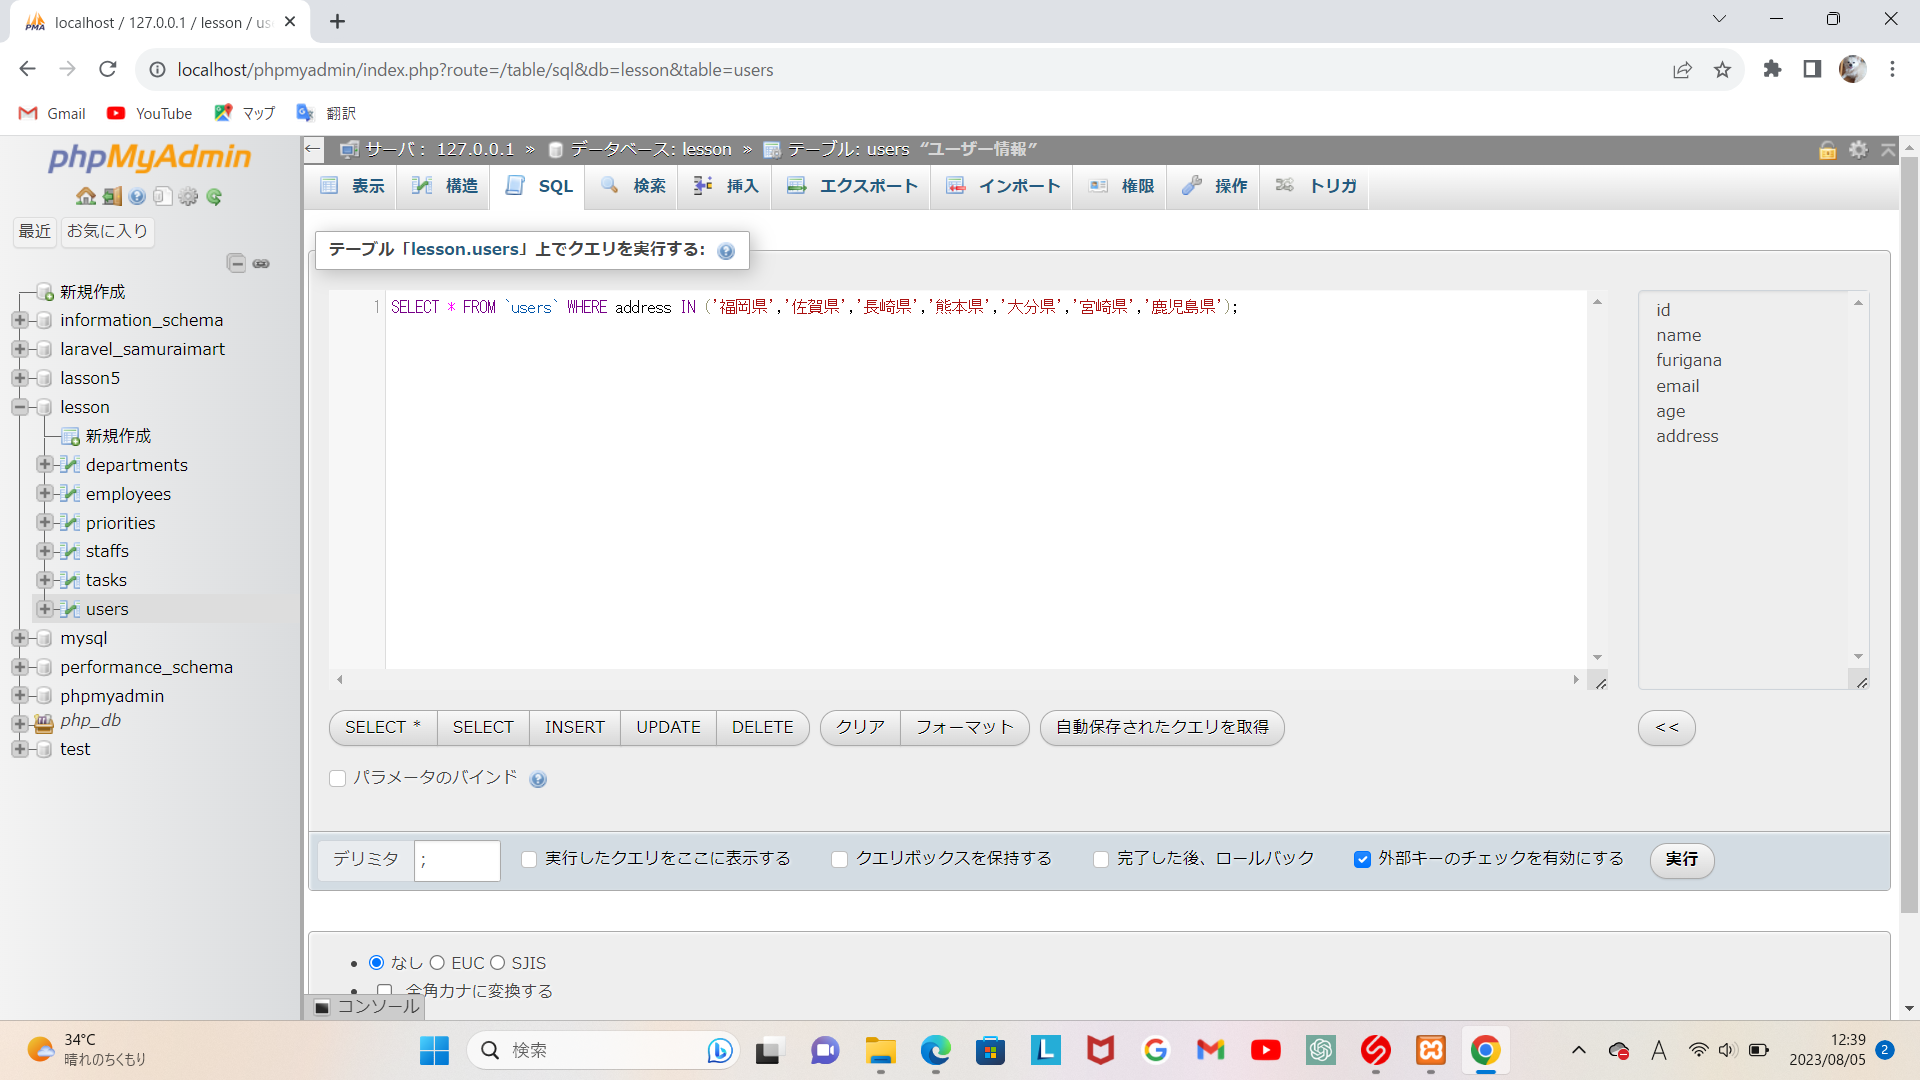 localhost / 127.0.0.1 / lesson / us
localhost/phpmyadmin/index.php?route=/table/sql&db=lesson&table=users
Gmail YouTube マップ 翻訳
phpMyAdmin
最近 お気に入り
新規作成
information_schema
laravel_samuraimart
lasson5
lesson
新規作成
departments
employees
priorities
staffs
tasks
users
mysql
performance_schema
phpmyadmin
php_db
test
サーバ: 127.0.0.1 » データベース: lesson » テーブル: users “ユーザー情報”
表示 構造 SQL 検索 挿入 エクスポート インポート 権限 操作 トリガ
テーブル「lesson.users」上でクエリを実行する:
1 SELECT * FROM `users` WHERE address IN ('福岡県','佐賀県','長崎県','熊本県','大分県','宮崎県','鹿児島県');
id
name
furigana
email
age
address
SELECT * SELECT INSERT UPDATE DELETE クリア フォーマット 自動保存されたクエリを取得 <<
パラメータのバインド
デリミタ ; 実行したクエリをここに表示する クエリボックスを保持する 完了した後、ロールバック 外部キーのチェックを有効にする 実行
なし EUC SJIS
全角カナに変換する
コンソール
34°C
晴れのちくもり
検索
A
12:39
2023/08/05
2